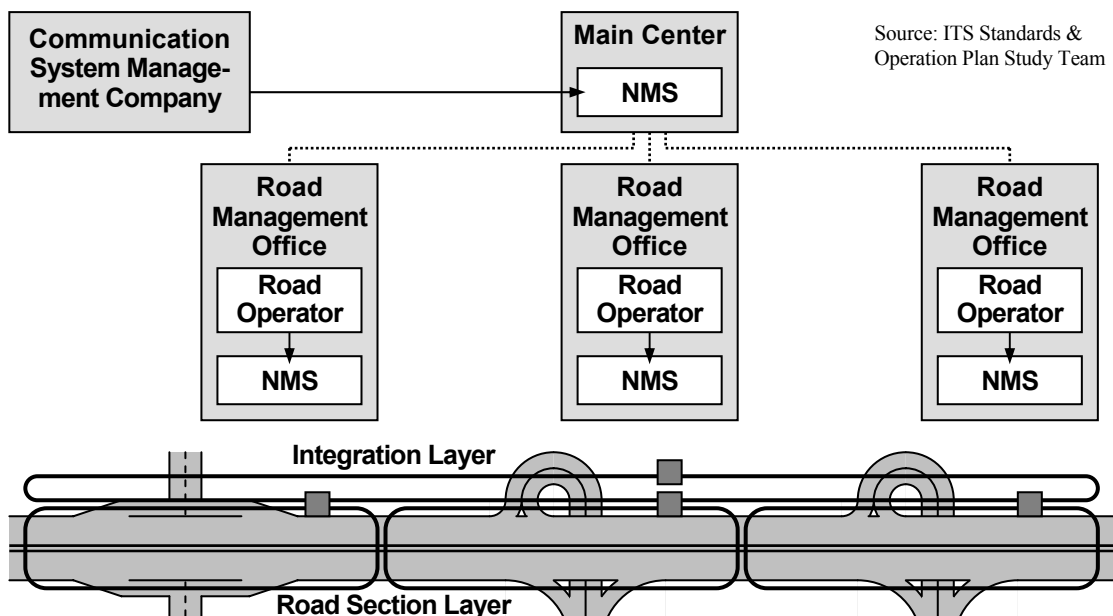 Communication
System Manage-
ment Company
Main Center
NMS
Source: ITS Standards &
Operation Plan Study Team
Road
Management
Office
Road
Operator
NMS
Road
Management
Office
Road
Operator
NMS
Road
Management
Office
Road
Operator
NMS
Integration Layer
Road Section Layer